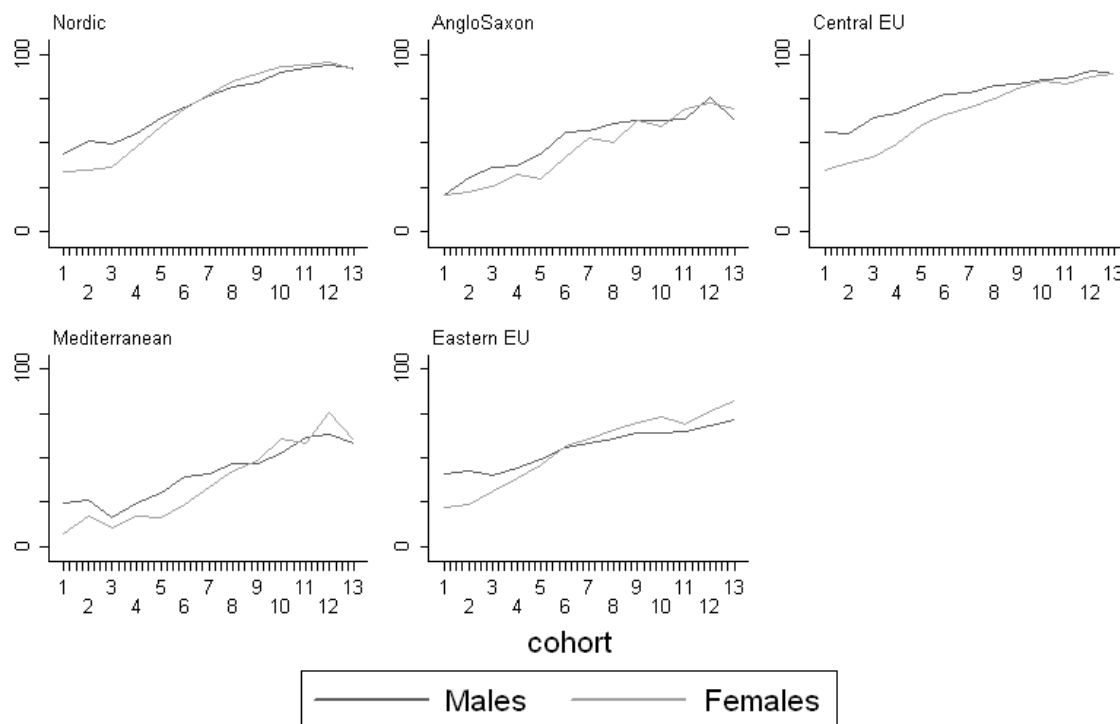 Nordic
100
0
1 3 5 7 9 11 13
2 4 6 8 10 12
AngloSaxon
100
0
1 3 5 7 9 11 13
2 4 6 8 10 12
Central EU
100
0
1 3 5 7 9 11 13
2 4 6 8 10 12
Mediterranean
100
0
1 3 5 7 9 11 13
2 4 6 8 10 12
Eastern EU
100
0
1 3 5 7 9 11 13
2 4 6 8 10 12
cohort
Males Females